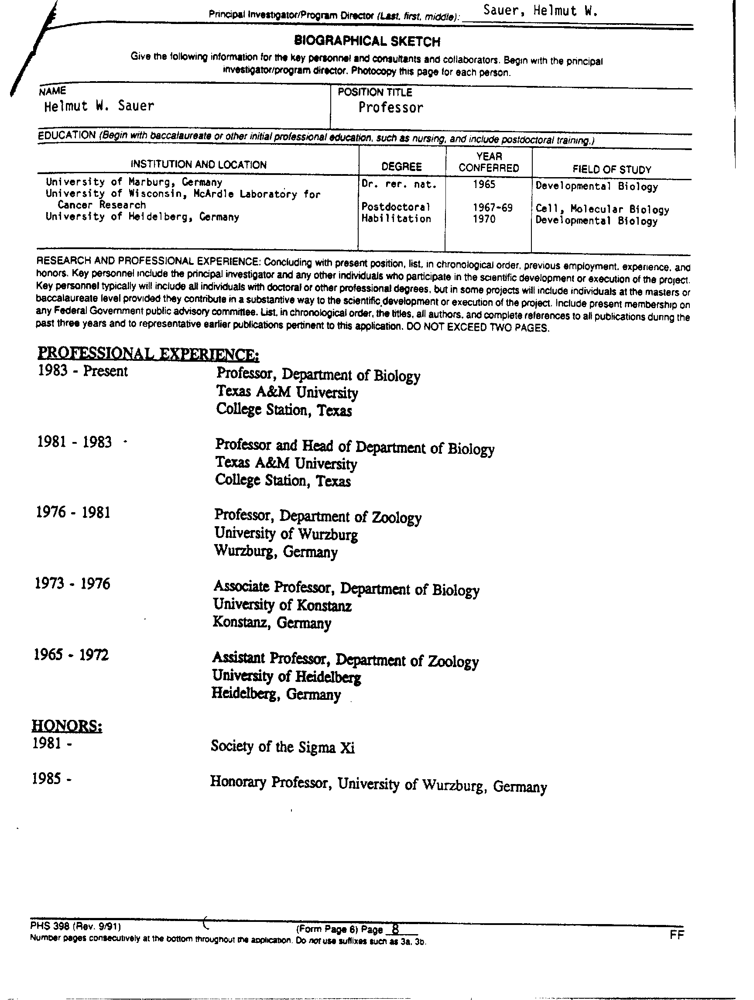 Principal Investigator/Program Director (Last, first, middle): Sauer, Helmut W.
BIOGRAPHICAL SKETCH
Give the following information for the key personnel and consultants and collaborators. Begin with the principal
investigator/program director. Photocopy this page for each person.
NAME POSITION TITLE
Helmut W. Sauer Professor
EDUCATION (Begin with baccalaureate or other initial professional education, such as nursing, and include postdoctoral training.)
INSTITUTION AND LOCATION DEGREE YEAR CONFERRED FIELD OF STUDY
University of Marburg, Germany Dr. rer. nat. 1965 Developmental Biology
University of Wisconsin, McArdle Laboratory for
Cancer Research Postdoctoral 1967-69 Cell, Molecular Biology
University of Heidelberg, Germany Habilitation 1970 Developmental Biology
RESEARCH AND PROFESSIONAL EXPERIENCE: Concluding with present position, list, in chronological order, previous employment, experience, and
honors. Key personnel include the principal investigator and any other individuals who participate in the scientific development or execution of the project.
Key personnel typically will include all individuals with doctoral or other professional degrees, but in some projects will include individuals at the masters or
baccalaureate level provided they contribute in a substantive way to the scientific development or execution of the project. Include present membership on
any Federal Government public advisory committee. List, in chronological order, the titles, all authors, and complete references to all publications during the
past three years and to representative earlier publications pertinent to this application. DO NOT EXCEED TWO PAGES.
PROFESSIONAL EXPERIENCE:
1983 - Present Professor, Department of Biology
Texas A&M University
College Station, Texas
1981 - 1983 Professor and Head of Department of Biology
Texas A&M University
College Station, Texas
1976 - 1981 Professor, Department of Zoology
University of Wurzburg
Wurzburg, Germany
1973 - 1976 Associate Professor, Department of Biology
University of Konstanz
Konstanz, Germany
1965 - 1972 Assistant Professor, Department of Zoology
University of Heidelberg
Heidelberg, Germany
HONORS:
1981 - Society of the Sigma Xi
1985 - Honorary Professor, University of Wurzburg, Germany
PHS 398 (Rev. 9/91) (Form Page 6) Page 8 FF
Number pages consecutively at the bottom throughout the application. Do not use suffixes such as 3a, 3b.